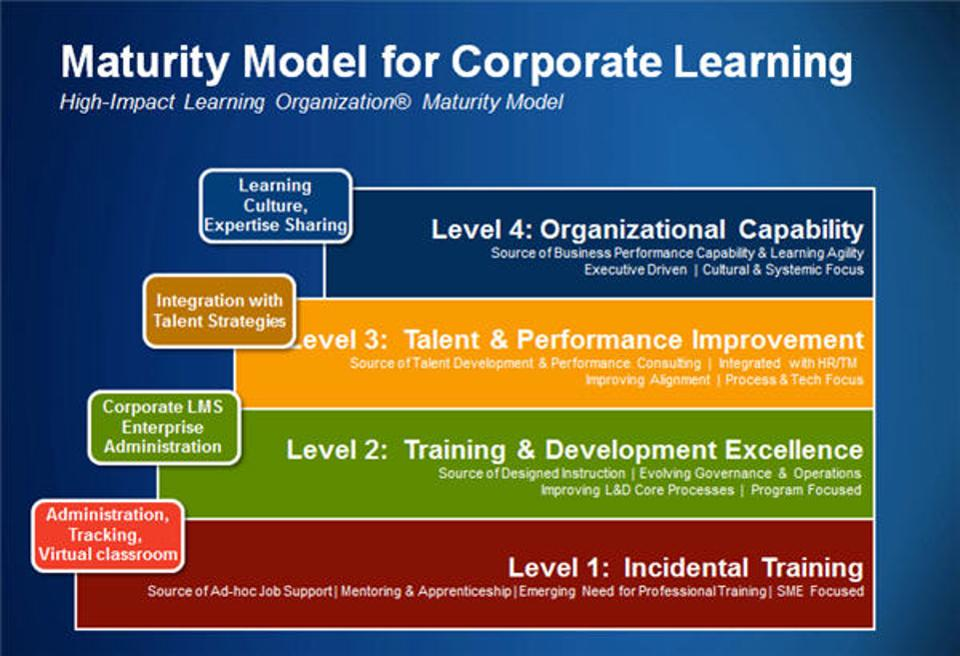 Maturity Model for Corporate Learning
High-Impact Learning Organization® Maturity Model
Learning
Culture,
Expertise Sharing
Level 4: Organizational Capability
Source of Business Performance Capability & Learning Agility
Executive Driven | Cultural & Systemic Focus
Integration with
Talent Strategies
Level 3: Talent & Performance Improvement
Source of Talent Development & Performance Consulting | Integrated with HR/TM
Improving Alignment | Process & Tech Focus
Corporate LMS
Enterprise
Administration
Level 2: Training & Development Excellence
Source of Designed Instruction | Evolving Governance & Operations
Improving L&D Core Processes | Program Focused
Administration,
Tracking,
Virtual classroom
Level 1: Incidental Training
Source of Ad-hoc Job Support | Mentoring & Apprenticeship | Emerging Need for Professional Training | SME Focused